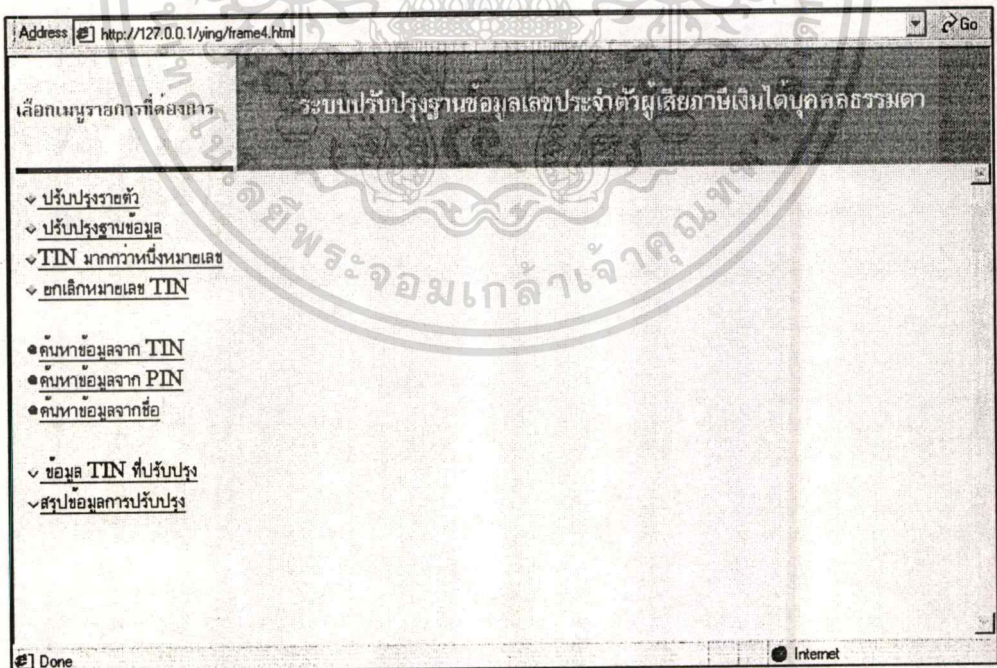 Address http://127.0.0.1/ying/frame4.html Go
เลือกเมนูรายการที่ต้องการ
ระบบปรับปรุงฐานข้อมูลเลขประจำตัวผู้เสียภาษีเงินได้บุคคลธรรมดา
ปรับปรุงรายตัว
ปรับปรุงฐานข้อมูล
TIN มากกว่าหนึ่งหมายเลข
ยกเลิกหมายเลข TIN
ค้นหาข้อมูลจาก TIN
ค้นหาข้อมูลจาก PIN
ค้นหาข้อมูลจากชื่อ
ข้อมูล TIN ที่ปรับปรุง
สรุปข้อมูลการปรับปรุง
Done
Internet